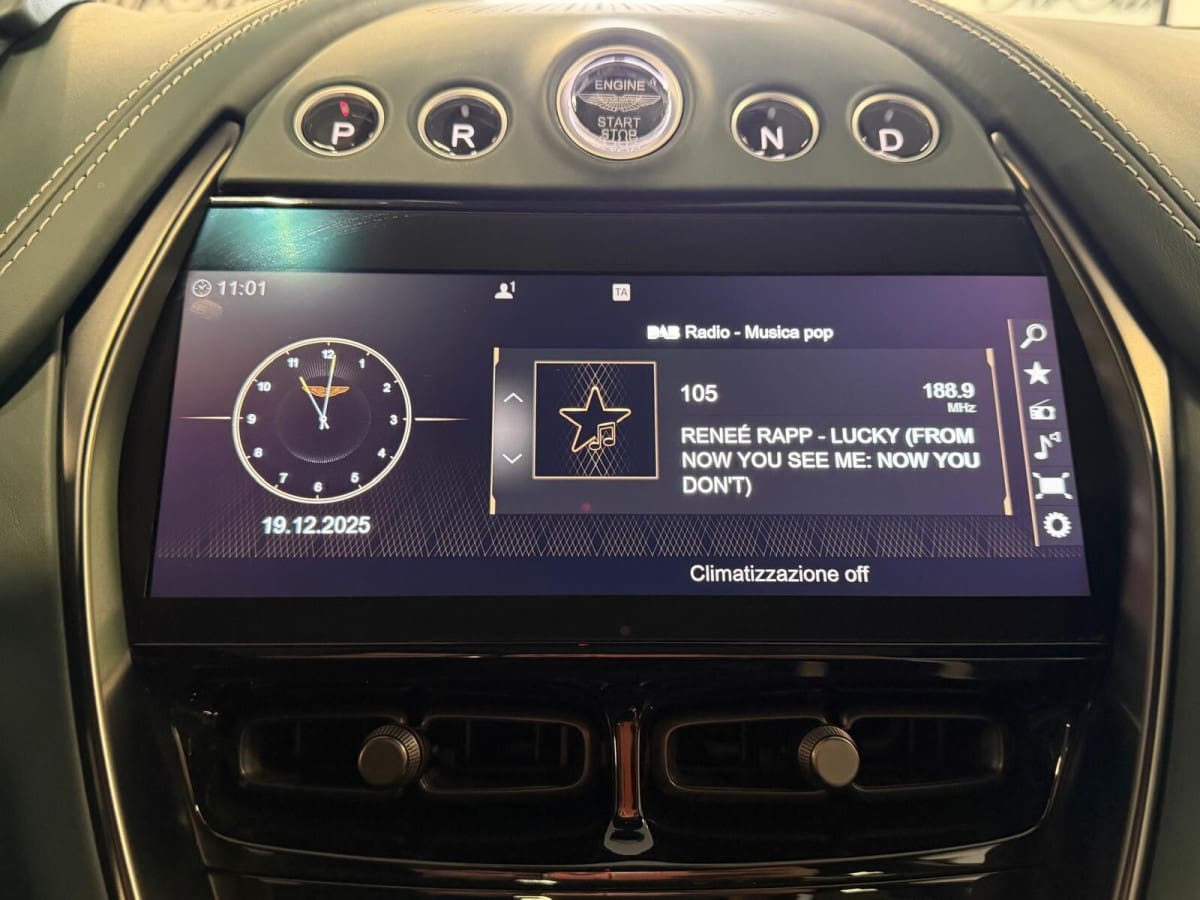 ENGINE
START
STOP
P
R
N
D
11:01
1
TA
DAB Radio - Musica pop
12
1
2
3
4
5
6
7
8
9
10
11
105
188.9
MHz
RENEÉ RAPP - LUCKY (FROM
NOW YOU SEE ME: NOW YOU
DON'T)
19.12.2025
Climatizzazione off